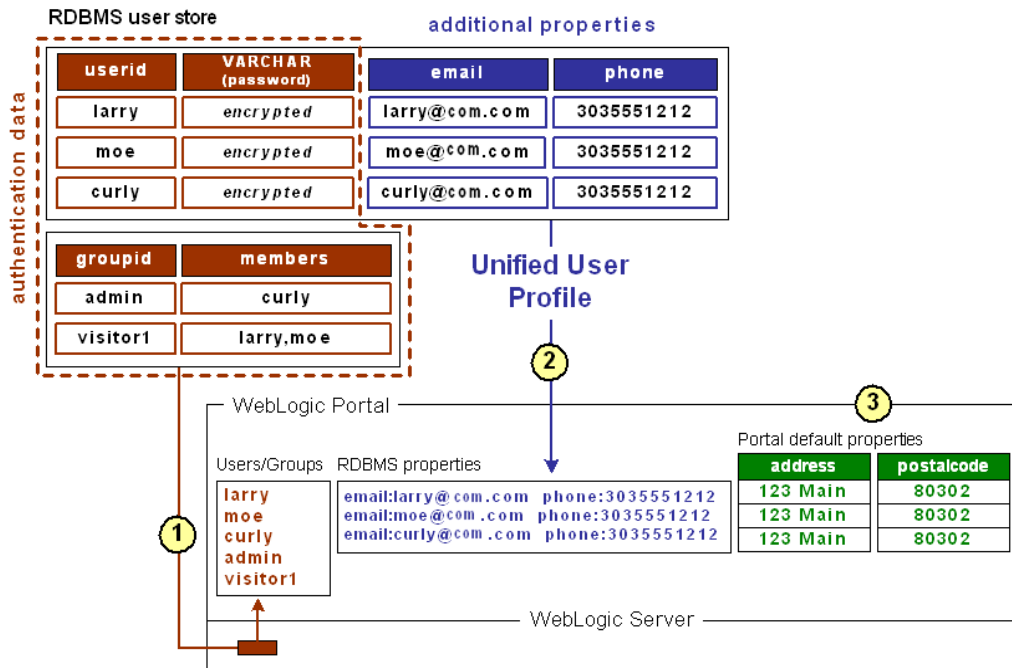 RDBMS user store
additional properties
authentication data
userid VARCHAR (password) email phone
larry encrypted larry@com.com 3035551212
moe encrypted moe@com.com 3035551212
curly encrypted curly@com.com 3035551212
groupid members
admin curly
visitor1 larry,moe
Unified User
Profile
2
3
WebLogic Portal
Portal default properties
Users/Groups RDBMS properties
address postalcode
larry
moe
curly
admin
visitor1
email:larry@com.com phone:3035551212
email:moe@com.com phone:3035551212
email:curly@com.com phone:3035551212
123 Main 80302
123 Main 80302
123 Main 80302
1
WebLogic Server